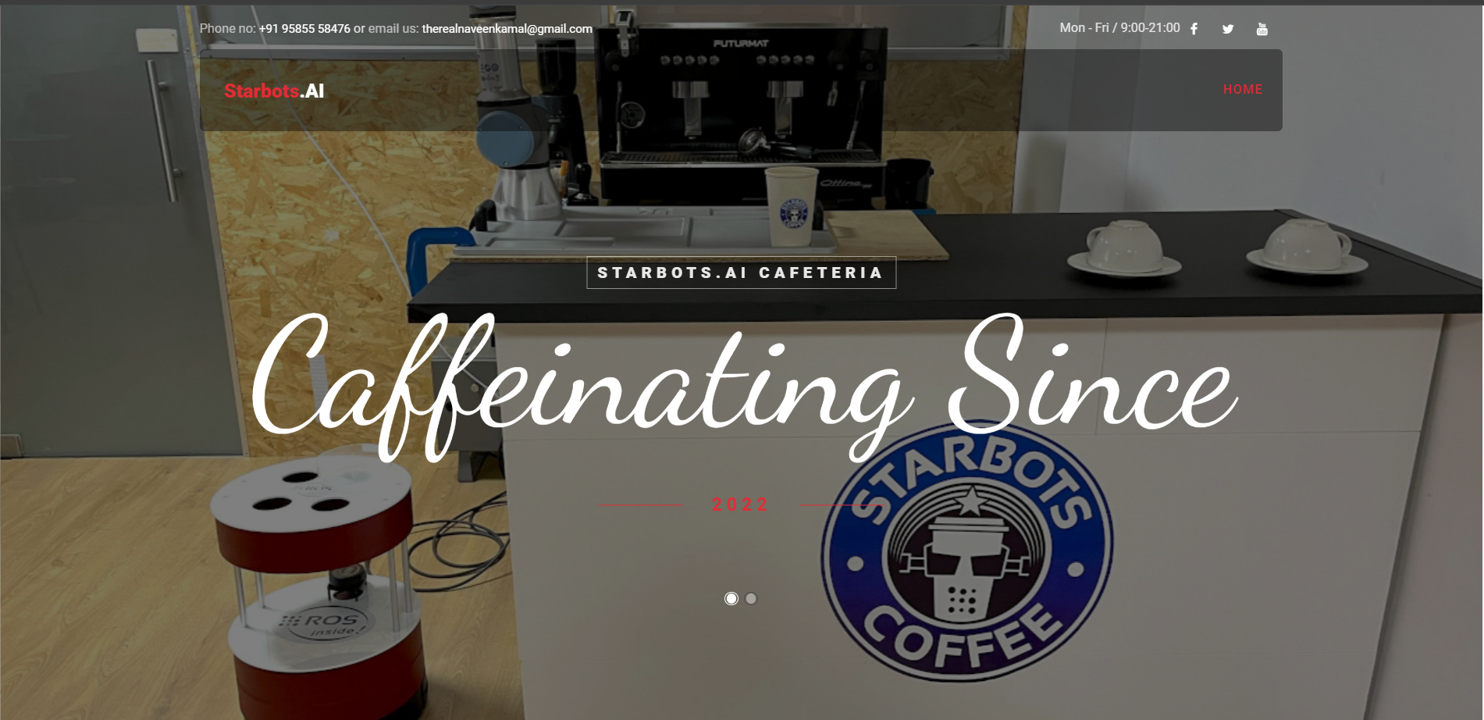 Phone no: +91 95855 58476 or email us: therealnaveenkamal@gmail.com
Mon - Fri / 9:00-21:00
FUTURMAT
Starbots.AI
HOME
Ottima
STARBOTS.AI CAFETERIA
Caffeinating Since
2022
STARBOTS
COFFEE
ROS
inside!